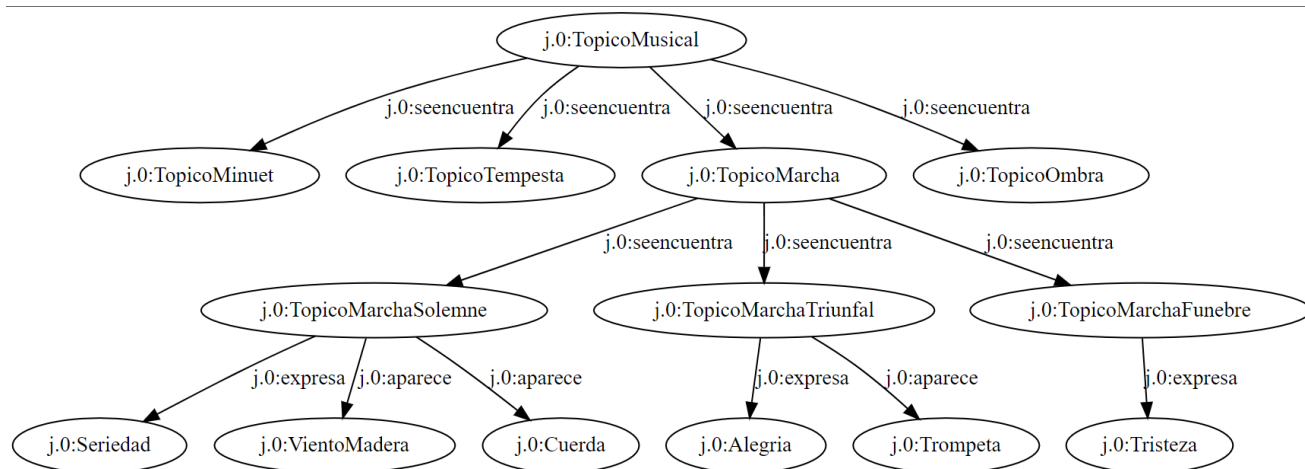 j.0:TopicoMusical
j.0:seencuentra j.0:seencuentra j.0:seencuentra j.0:seencuentra
j.0:TopicoMinuet j.0:TopicoTempesta j.0:TopicoMarcha j.0:TopicoOmbra
j.0:seencuentra j.0:seencuentra j.0:seencuentra
j.0:TopicoMarchaSolemne j.0:TopicoMarchaTriunfal j.0:TopicoMarchaFunebre
j.0:expresa j.0:aparece j.0:aparece j.0:expresa j.0:aparece j.0:expresa
j.0:Seriedad j.0:VientoMadera j.0:Cuerda j.0:Alegria j.0:Trompeta j.0:Tristeza